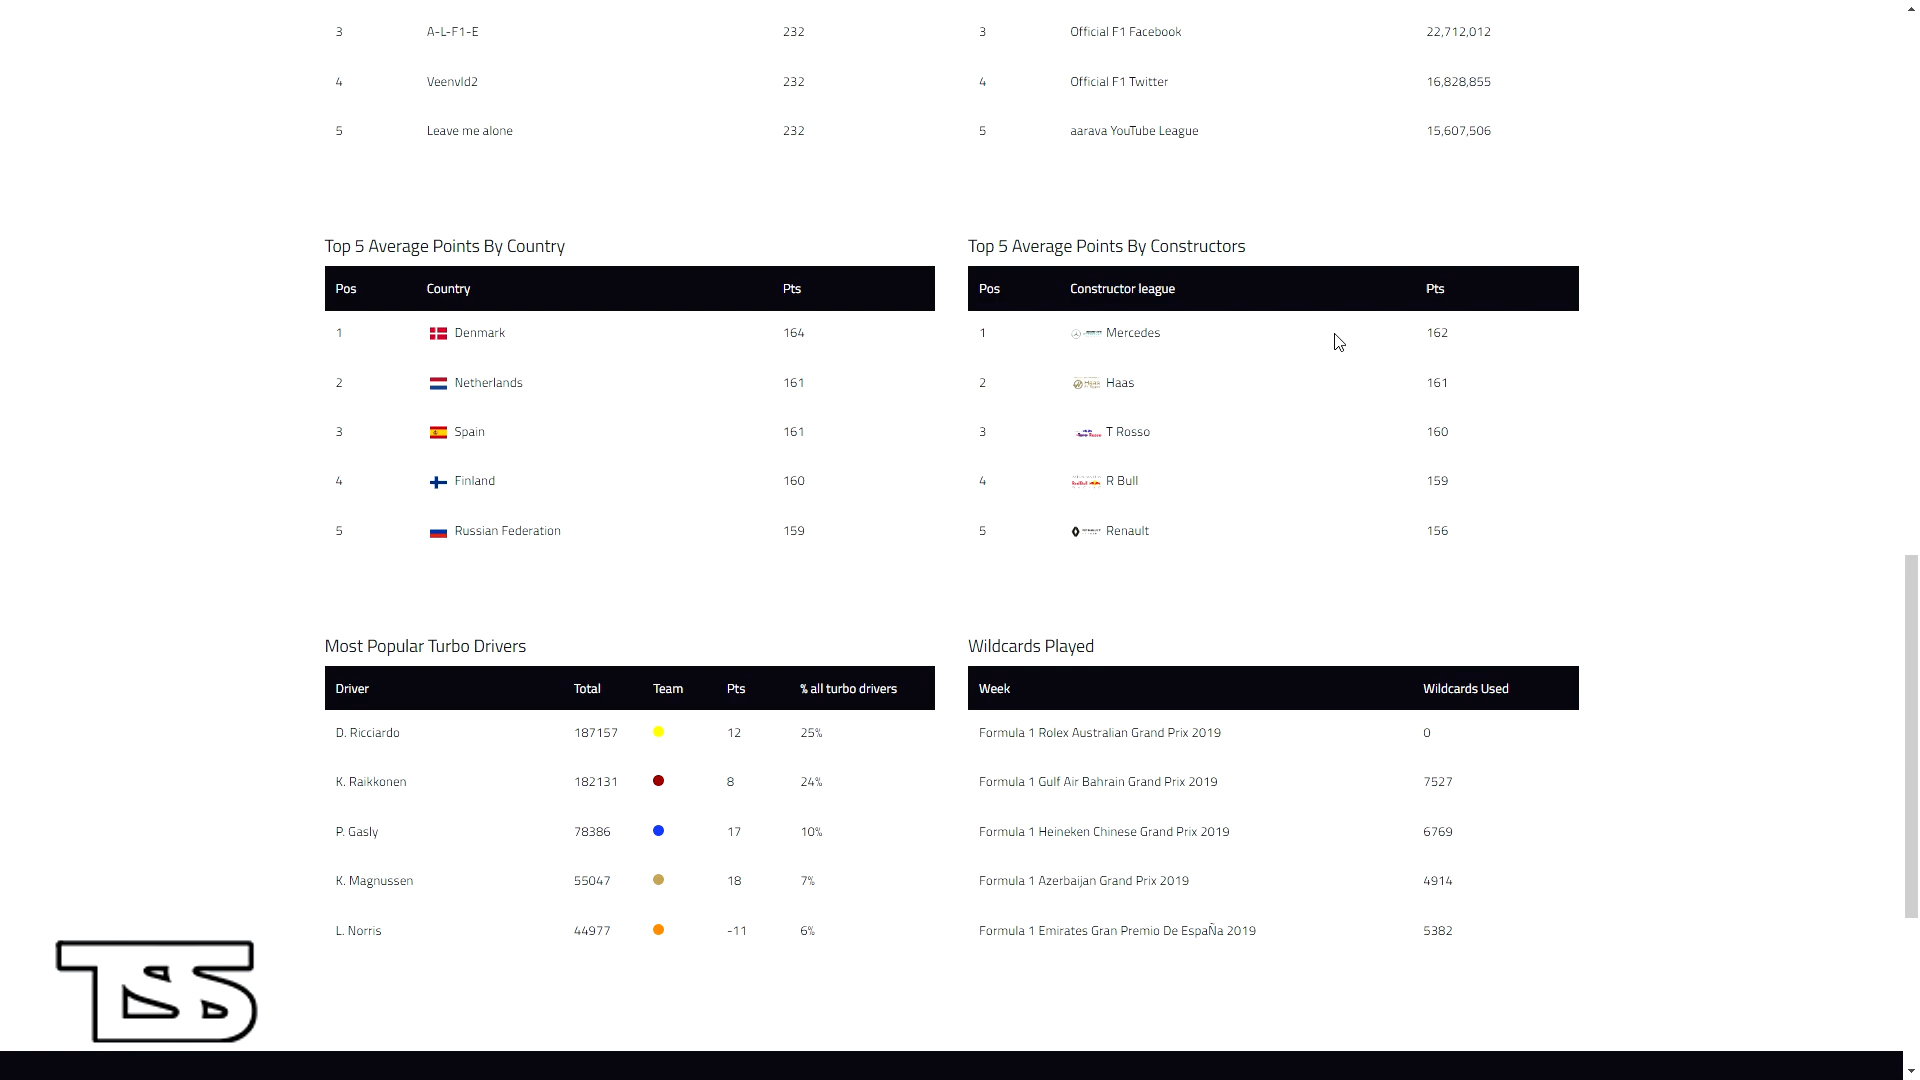 3 A-L-F1-E 232
4 Veenvld2 232
5 Leave me alone 232
3 Official F1 Facebook 22,712,012
4 Official F1 Twitter 16,828,855
5 aarava YouTube League 15,607,506
Top 5 Average Points By Country
Pos Country Pts
1 Denmark 164
2 Netherlands 161
3 Spain 161
4 Finland 160
5 Russian Federation 159
Top 5 Average Points By Constructors
Pos Constructor league Pts
1 Mercedes 162
2 Haas 161
3 T Rosso 160
4 R Bull 159
5 Renault 156
Most Popular Turbo Drivers
Driver Total Team Pts % all turbo drivers
D. Ricciardo 187157 12 25%
K. Raikkonen 182131 8 24%
P. Gasly 78386 17 10%
K. Magnussen 55047 18 7%
L. Norris 44977 -11 6%
Wildcards Played
Week Wildcards Used
Formula 1 Rolex Australian Grand Prix 2019 0
Formula 1 Gulf Air Bahrain Grand Prix 2019 7527
Formula 1 Heineken Chinese Grand Prix 2019 6769
Formula 1 Azerbaijan Grand Prix 2019 4914
Formula 1 Emirates Gran Premio De EspaÑa 2019 5382
TSS